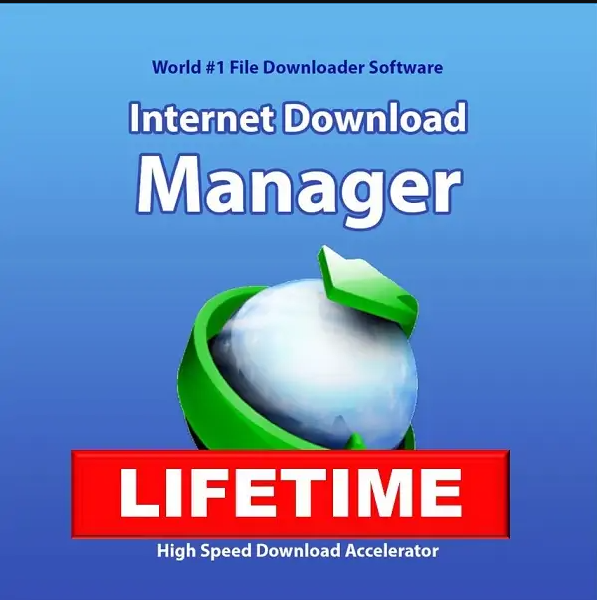 World #1 File Downloader Software
Internet Download
Manager
LIFETIME
High Speed Download Accelerator